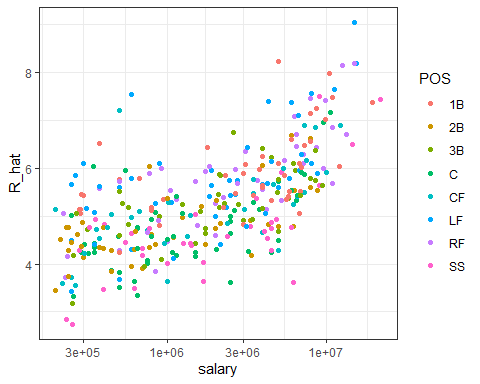 R_hat
8
6
4
3e+05
1e+06
3e+06
1e+07
salary
POS
1B
2B
3B
C
CF
LF
RF
SS